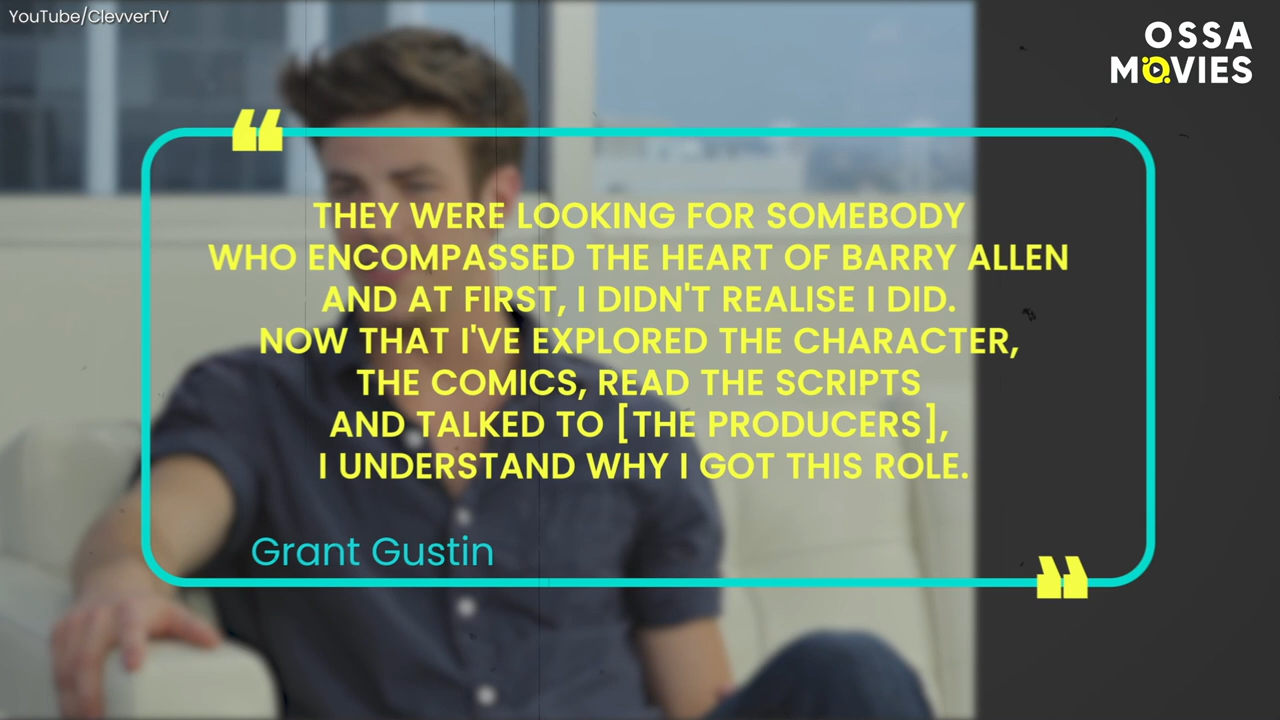 YouTube/ClevverTV
OSSA
MOVIES
THEY WERE LOOKING FOR SOMEBODY
WHO ENCOMPASSED THE HEART OF BARRY ALLEN
AND AT FIRST, I DIDN'T REALISE I DID.
NOW THAT I'VE EXPLORED THE CHARACTER,
THE COMICS, READ THE SCRIPTS
AND TALKED TO [THE PRODUCERS],
I UNDERSTAND WHY I GOT THIS ROLE.
Grant Gustin